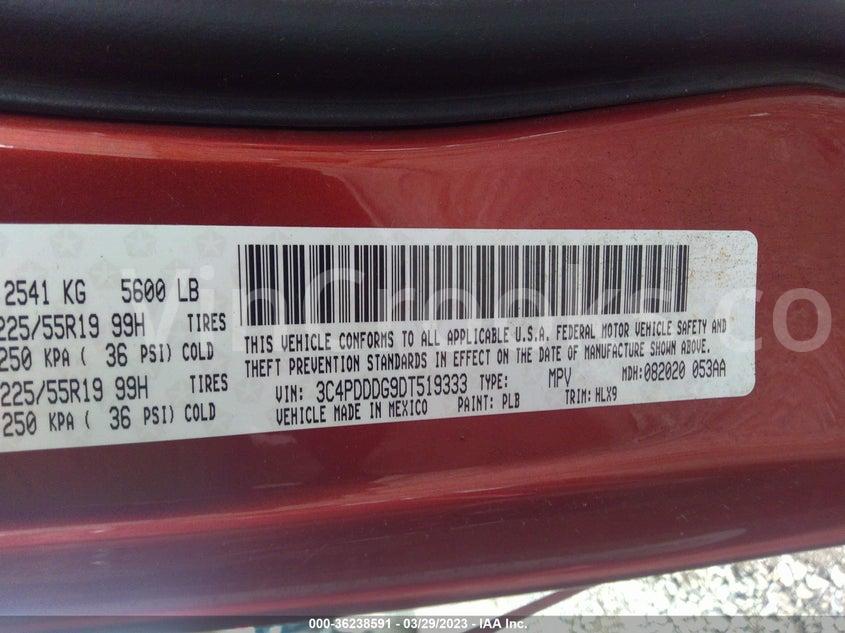 2541 KG 5600 LB
225/55R19 99H TIRES
250 KPA ( 36 PSI) COLD
225/55R19 99H TIRES
250 KPA ( 36 PSI) COLD
THIS VEHICLE CONFORMS TO ALL APPLICABLE U.S.A. FEDERAL MOTOR VEHICLE SAFETY AND
THEFT PREVENTION STANDARDS IN EFFECT ON THE DATE OF MANUFACTURE SHOWN ABOVE.
VIN: 3C4PDDDG9DT519333 TYPE: MPV MDH:082020 053AA
VEHICLE MADE IN MEXICO PAINT: PLB TRIM: HLX9
VinCrooks.co
000-36238591 — 03/29/2023 — IAA Inc.